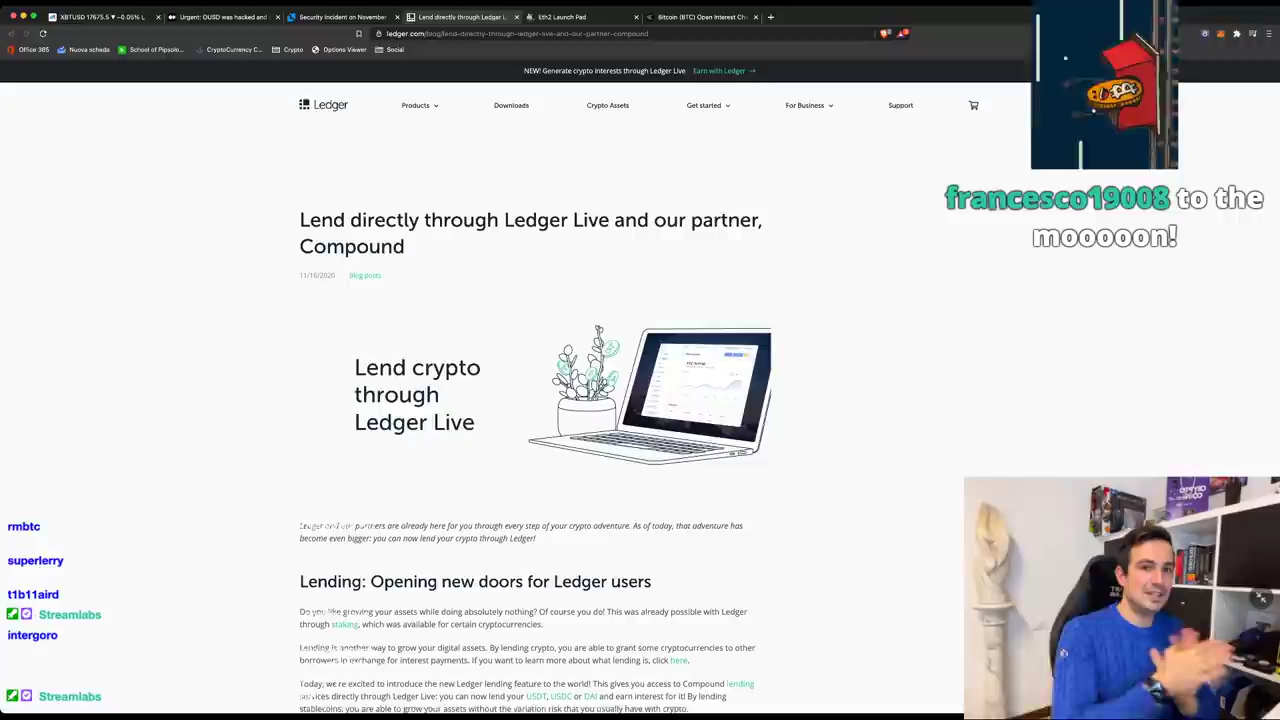 XBTUSD 17675.5 ▼ −0.05% L
Urgent: OUSD was hacked and
Security Incident on November
Lend directly through Ledger L
Eth2 Launch Pad
Bitcoin (BTC) Open Interest Ch
ledger.com/blog/lend-directly-through-ledger-live-and-our-partner-compound
Office 365
Nuova scheda
School of Pipsolo...
CryptoCurrency C...
Crypto
Options Viewer
Social
NEW! Generate crypto interests through Ledger Live Earn with Ledger →
Ledger
Products
Downloads
Crypto Assets
Get started
For Business
Support
francesco19008 to the
mooooon!
Lend directly through Ledger Live and our partner,
Compound
11/16/2020 Blog posts
Lend crypto
through
Ledger Live
Ledger and our partners are already here for you through every step of your crypto adventure. As of today, that adventure has
become even bigger: you can now lend your crypto through Ledger!
Lending: Opening new doors for Ledger users
Do you like growing your assets while doing absolutely nothing? Of course you do! This was already possible with Ledger
through staking, which was available for certain cryptocurrencies.
Lending is another way to grow your digital assets. By lending crypto, you are able to grant some cryptocurrencies to other
borrowers in exchange for interest payments. If you want to learn more about what lending is, click here.
Today, we're excited to introduce the new Ledger lending feature to the world! This gives you access to Compound lending
services directly through Ledger Live: you can now lend your USDT, USDC or DAI and earn interest for it! By lending
stablecoins, you are able to grow your assets without the variation risk that you usually have with crypto.
rmbtc
superlerry
t1b11aird
Streamlabs
intergoro
Streamlabs